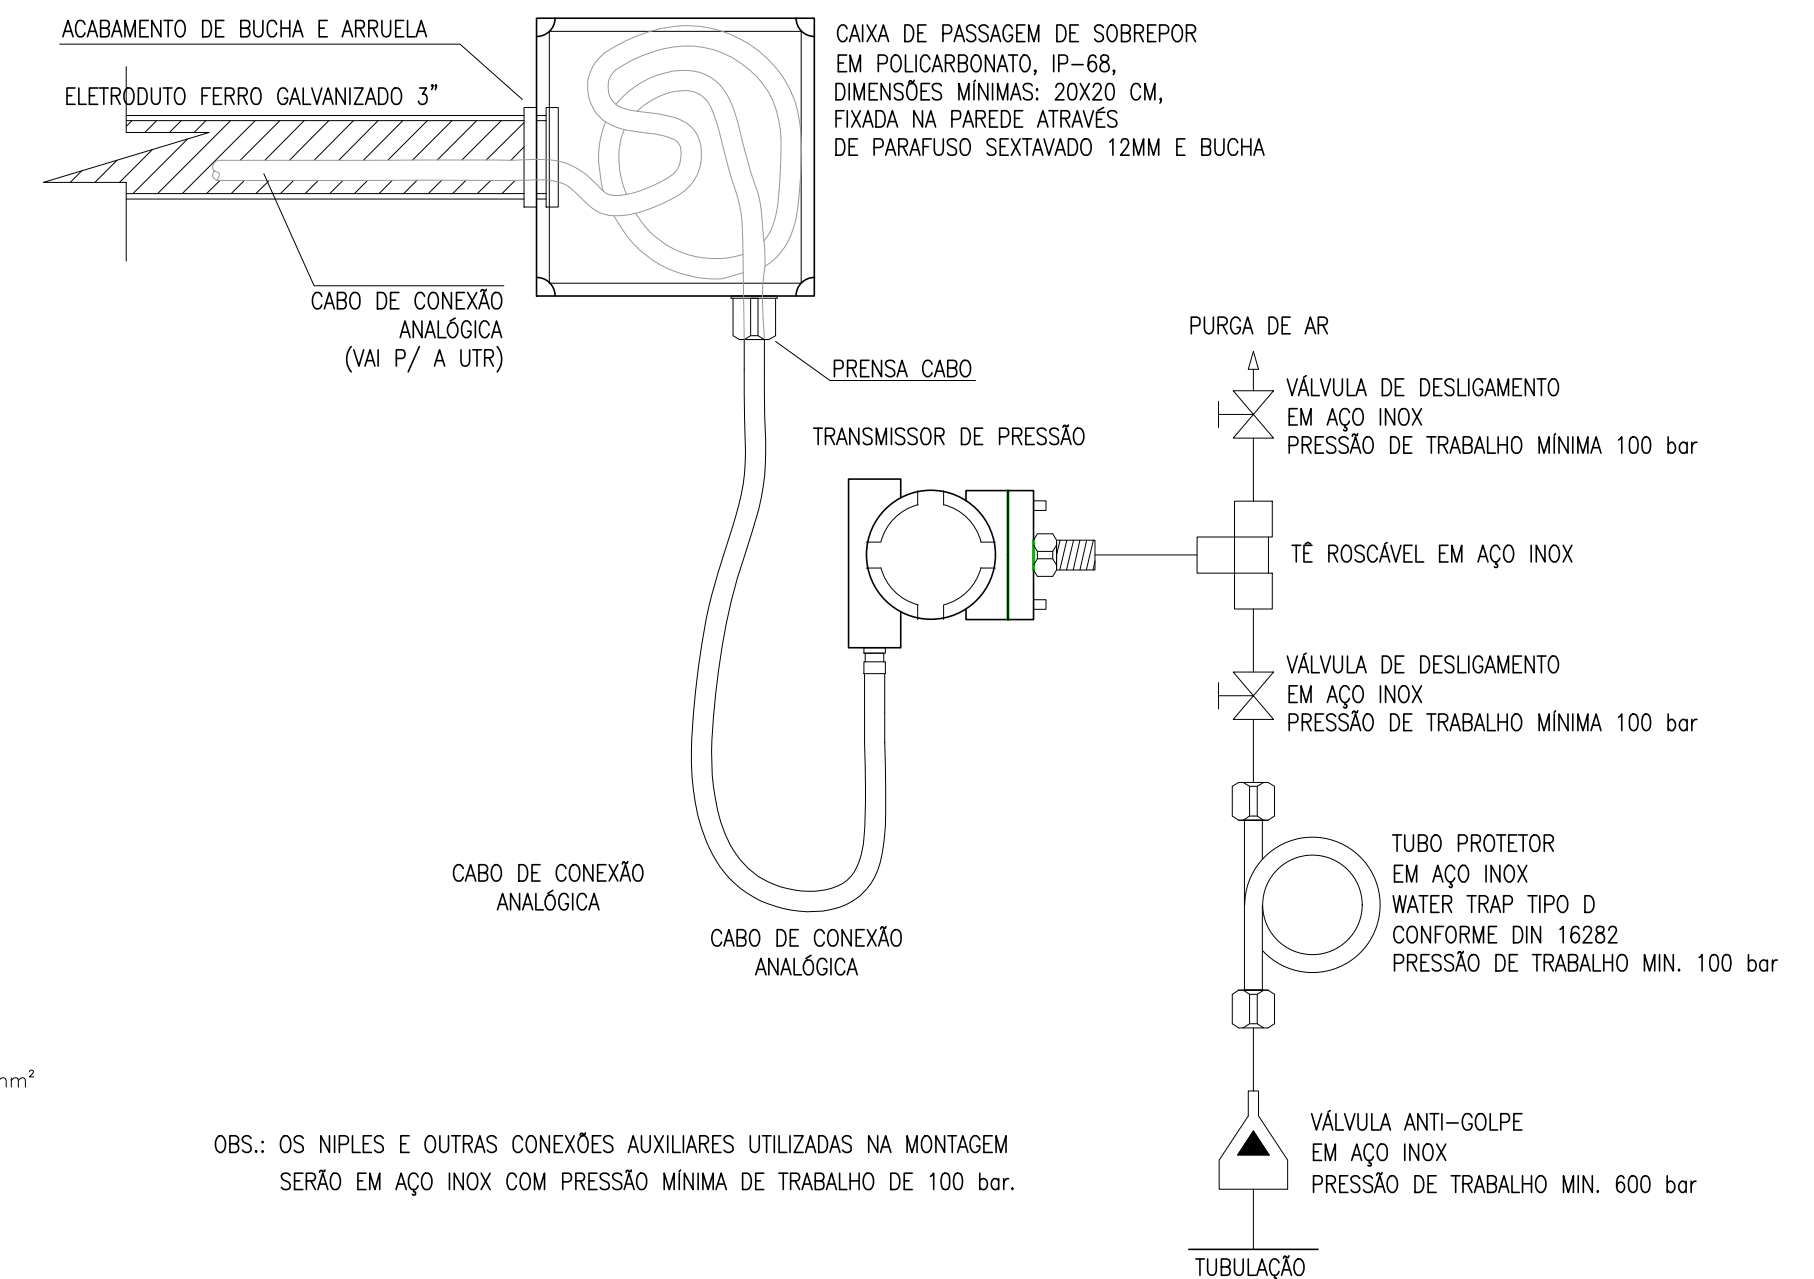 ACABAMENTO DE BUCHA E ARRUELA
ELETRODUTO FERRO GALVANIZADO 3”
CAIXA DE PASSAGEM DE SOBREPOR
EM POLICARBONATO, IP-68,
DIMENSÕES MÍNIMAS: 20X20 CM,
FIXADA NA PAREDE ATRAVÉS
DE PARAFUSO SEXTAVADO 12MM E BUCHA
CABO DE CONEXÃO
ANALÓGICA
(VAI P/ A UTR)
PRENSA CABO
PURGA DE AR
VÁLVULA DE DESLIGAMENTO
EM AÇO INOX
PRESSÃO DE TRABALHO MÍNIMA 100 bar
TRANSMISSOR DE PRESSÃO
TÊ ROSCÁVEL EM AÇO INOX
VÁLVULA DE DESLIGAMENTO
EM AÇO INOX
PRESSÃO DE TRABALHO MÍNIMA 100 bar
TUBO PROTETOR
EM AÇO INOX
WATER TRAP TIPO D
CONFORME DIN 16282
PRESSÃO DE TRABALHO MIN. 100 bar
CABO DE CONEXÃO
ANALÓGICA
CABO DE CONEXÃO
ANALÓGICA
mm²
OBS.: OS NIPLES E OUTRAS CONEXÕES AUXILIARES UTILIZADAS NA MONTAGEM
SERÃO EM AÇO INOX COM PRESSÃO MÍNIMA DE TRABALHO DE 100 bar.
VÁLVULA ANTI-GOLPE
EM AÇO INOX
PRESSÃO DE TRABALHO MIN. 600 bar
TUBULAÇÃO